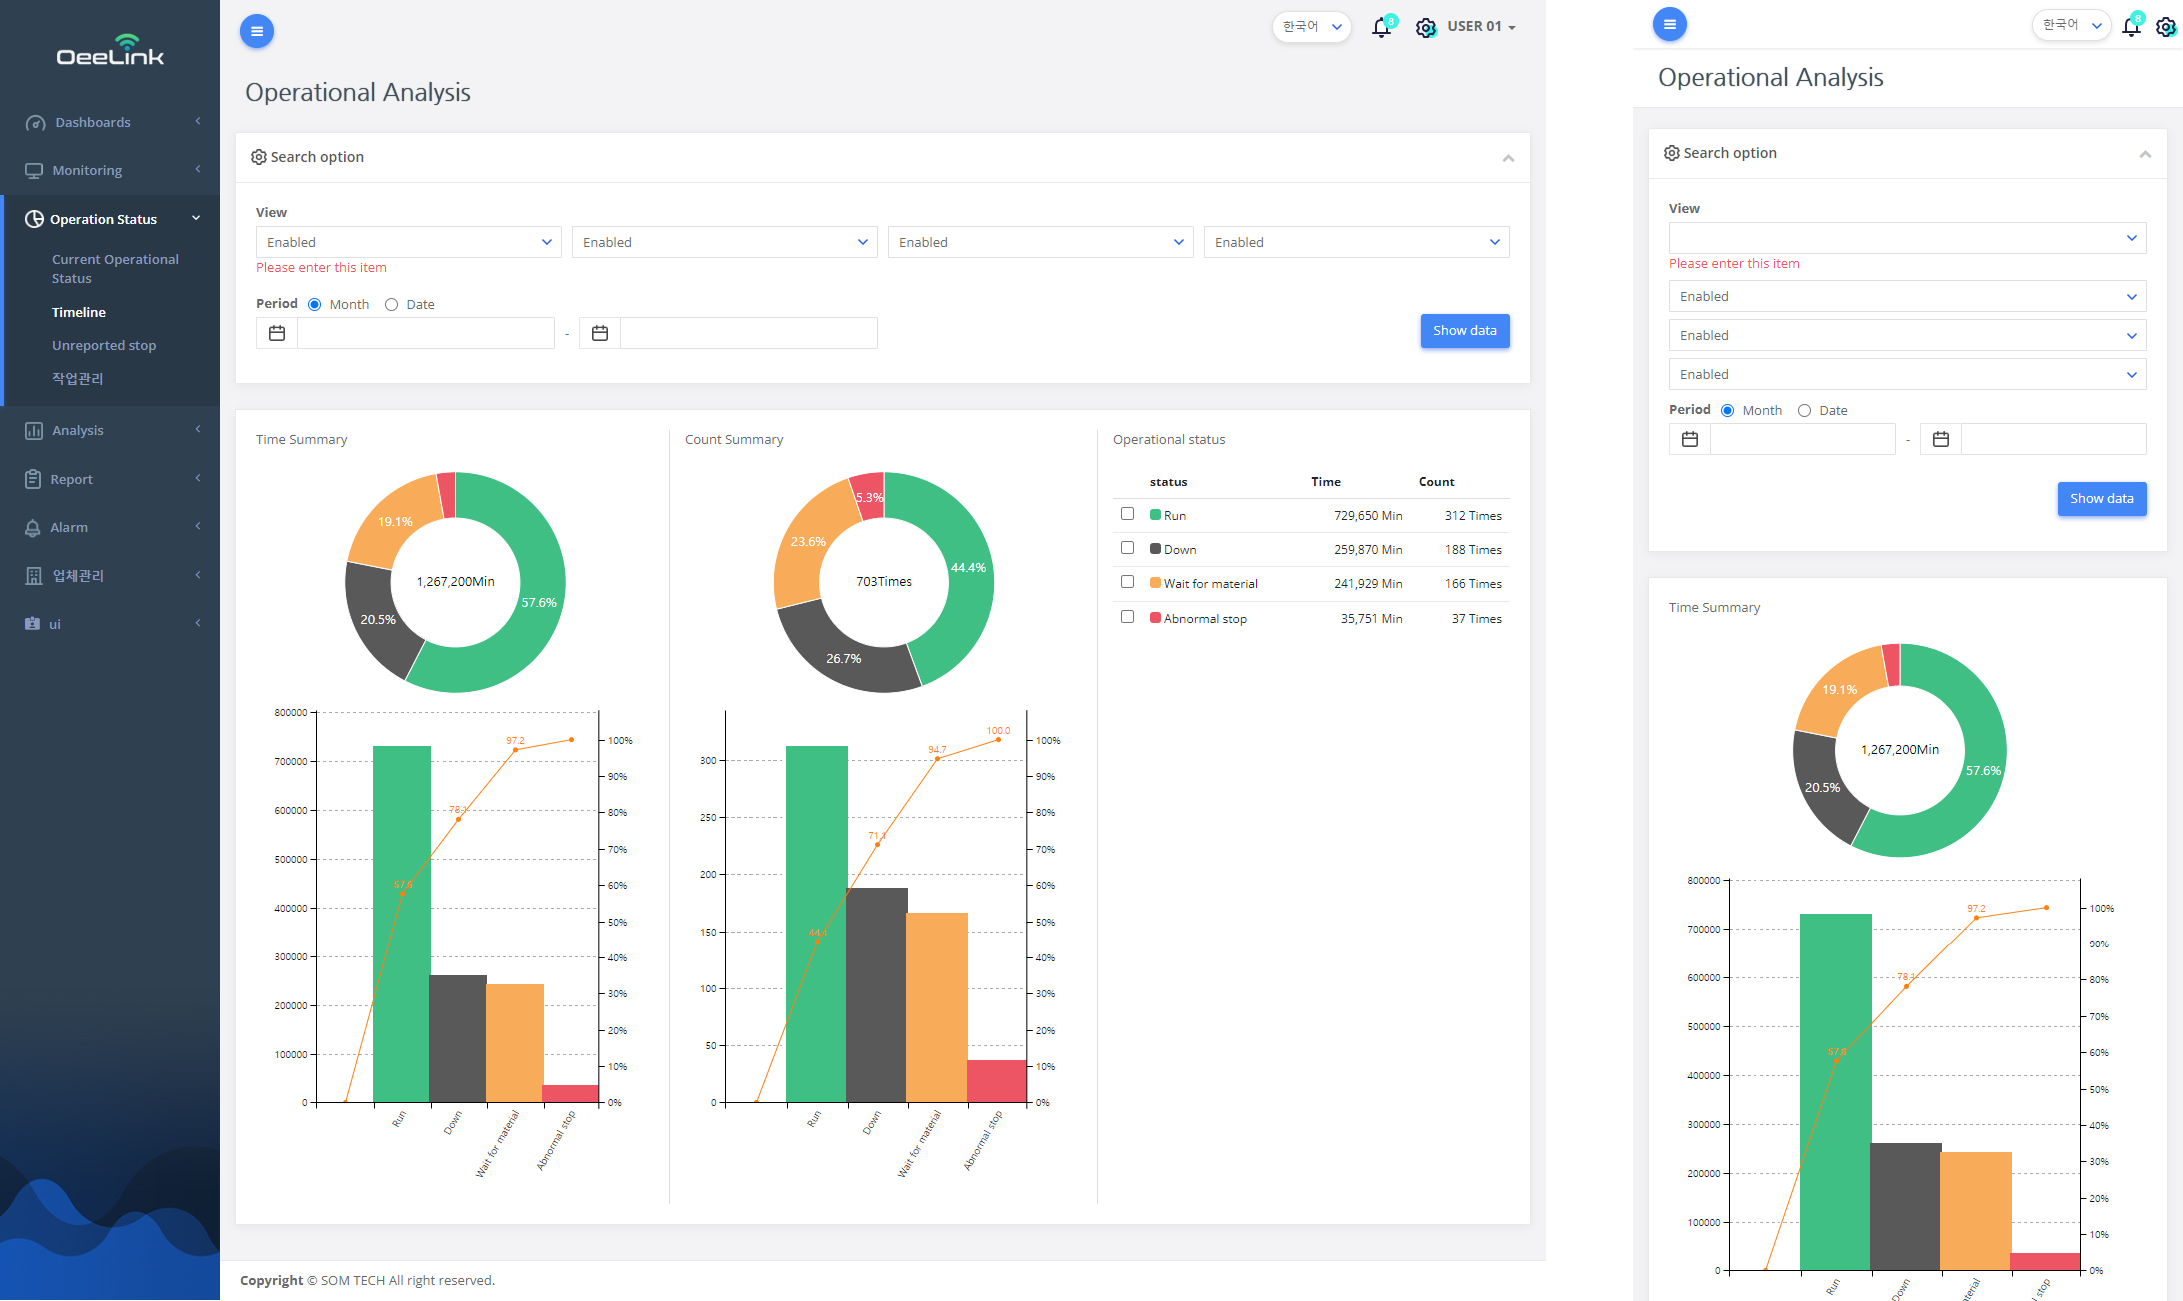 OeeLink
Dashboards
Monitoring
Operation Status
Current Operational
Status
Timeline
Unreported stop
작업관리
Analysis
Report
Alarm
업체관리
ui
한국어
8
USER 01
Operational Analysis
Search option
View
Enabled Enabled Enabled Enabled
Please enter this item
Period Month Date
-
Show data
Time Summary
19.1%
57.6%
20.5%
1,267,200Min
800000
700000
600000
500000
400000
300000
200000
100000
0
57.6
78.1
97.2
100%
90%
80%
70%
60%
50%
40%
30%
20%
10%
0%
Run
Down
Wait for material
Abnormal stop
Count Summary
5.3%
23.6%
44.4%
26.7%
703Times
300
250
200
150
100
50
0
44.4
71.1
94.7
100.0
100%
90%
80%
70%
60%
50%
40%
30%
20%
10%
0%
Run
Down
Wait for material
Abnormal stop
Operational status
status Time Count
Run 729,650 Min 312 Times
Down 259,870 Min 188 Times
Wait for material 241,929 Min 166 Times
Abnormal stop 35,751 Min 37 Times
Copyright © SOM TECH All right reserved.
한국어
8
Operational Analysis
Search option
View
Please enter this item
Enabled
Enabled
Enabled
Period Month Date
-
Show data
Time Summary
19.1%
57.6%
20.5%
1,267,200Min
800000
700000
600000
500000
400000
300000
200000
100000
0
57.6
78.1
97.2
100%
90%
80%
70%
60%
50%
40%
30%
20%
10%
0%
Run
Down
aterial
l stop